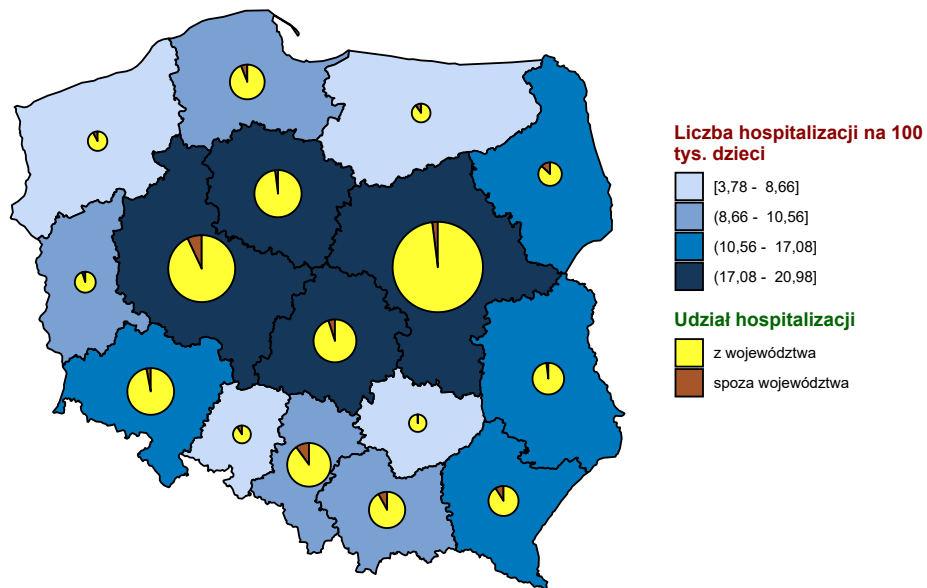 Liczba hospitalizacji na 100
tys. dzieci
[3,78 - 8,66]
(8,66 - 10,56]
(10,56 - 17,08]
(17,08 - 20,98]
Udział hospitalizacji
z województwa
spoza województwa